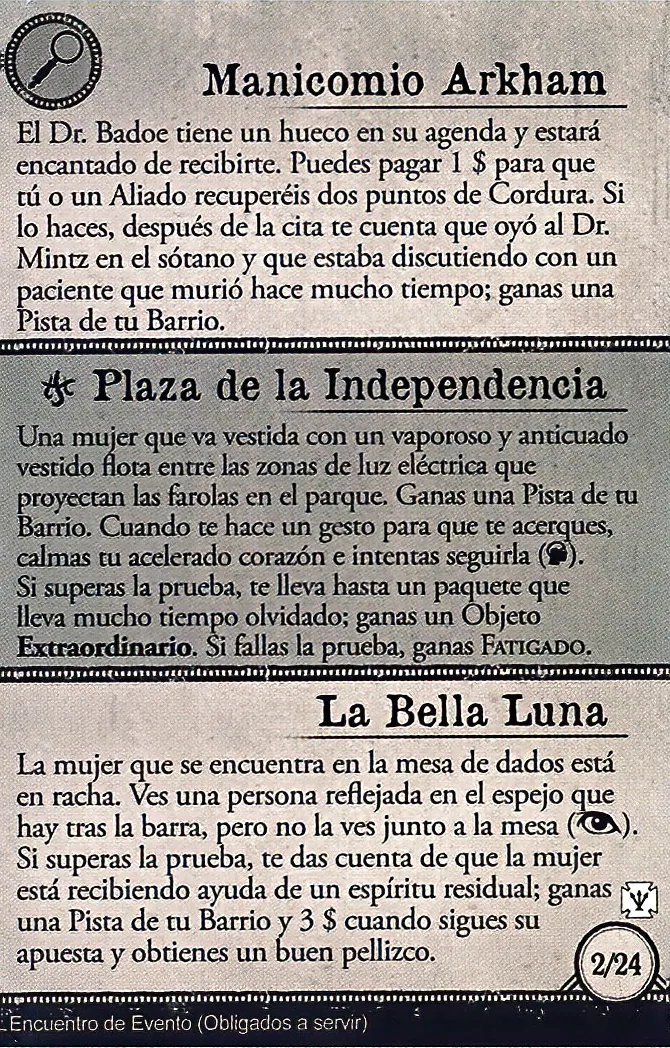 Manicomio Arkham
El Dr. Badoe tiene un hueco en su agenda y estará
encantado de recibirte. Puedes pagar 1 $ para que
tú o un Aliado recuperéis dos puntos de Cordura. Si
lo haces, después de la cita te cuenta que oyó al Dr.
Mintz en el sótano y que estaba discutiendo con un
paciente que murió hace mucho tiempo; ganas una
Pista de tu Barrio.
Plaza de la Independencia
Una mujer que va vestida con un vaporoso y anticuado
vestido flota entre las zonas de luz eléctrica que
proyectan las farolas en el parque. Ganas una Pista de tu
Barrio. Cuando te hace un gesto para que te acerques,
calmas tu acelerado corazón e intentas seguirla ( ).
Si superas la prueba, te lleva hasta un paquete que
lleva mucho tiempo olvidado; ganas un Objeto
Extraordinario. Si fallas la prueba, ganas FATIGADO.
La Bella Luna
La mujer que se encuentra en la mesa de dados está
en racha. Ves una persona reflejada en el espejo que
hay tras la barra, pero no la ves junto a la mesa ( ).
Si superas la prueba, te das cuenta de que la mujer
está recibiendo ayuda de un espíritu residual; ganas
una Pista de tu Barrio y 3 $ cuando sigues su
apuesta y obtienes un buen pellizco.
2/24
Encuentro de Evento (Obligados a servir)